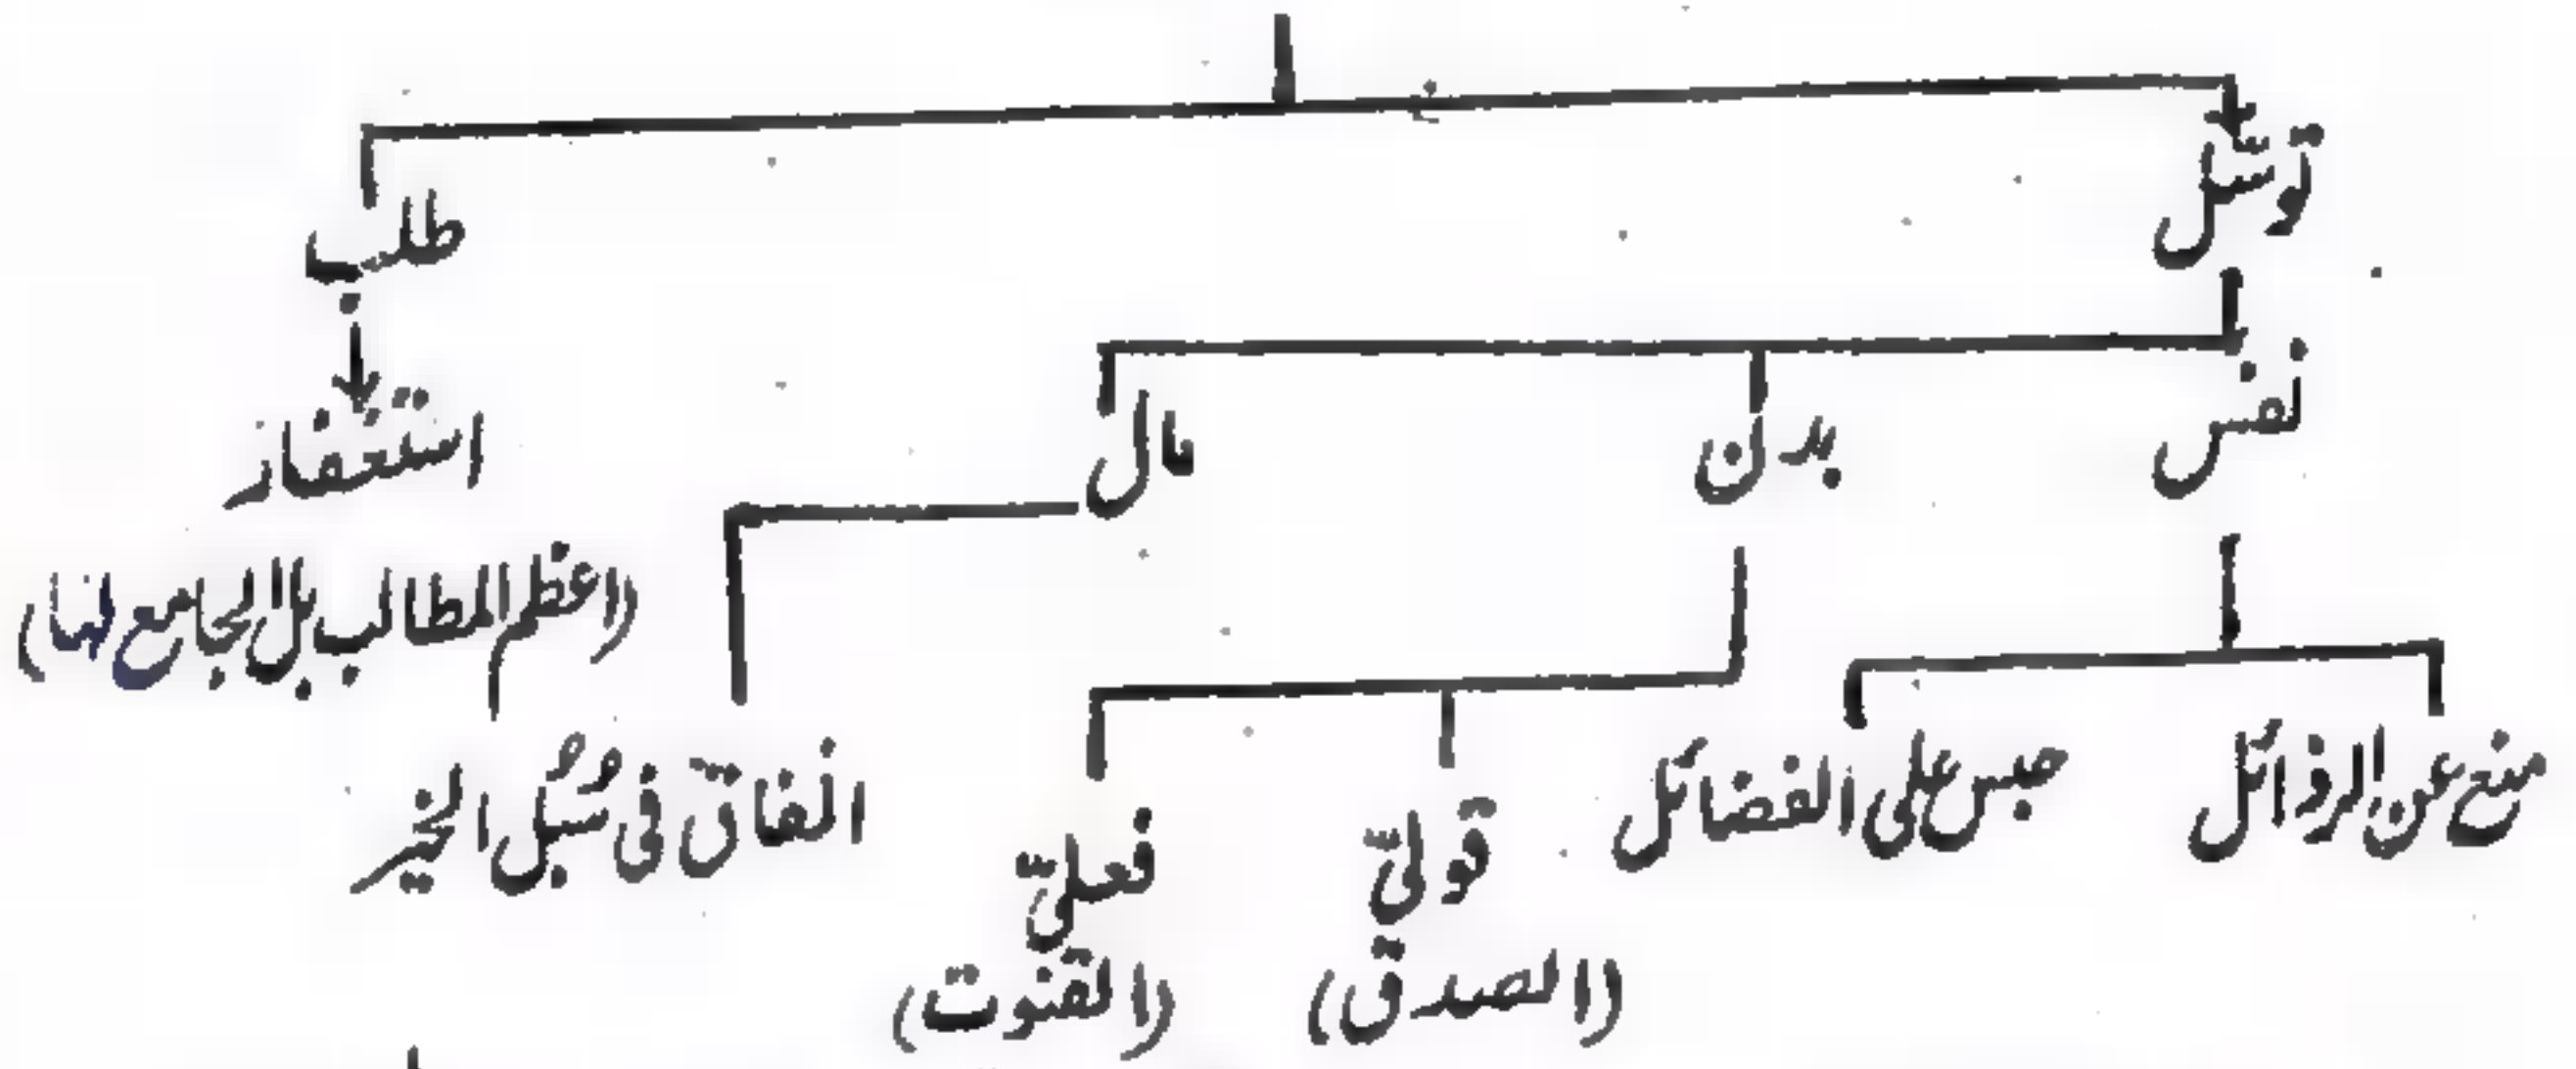 توسّل
طلب
نفس
بدن
مال
استغفار
(اعظم المطالب بل الجامع لها)
منع عن الرذائل
حبس على الفضائل
قولیّ
(الصدق)
فعلیّ
(القنوت)
انفاق فی سُبُل الخیر